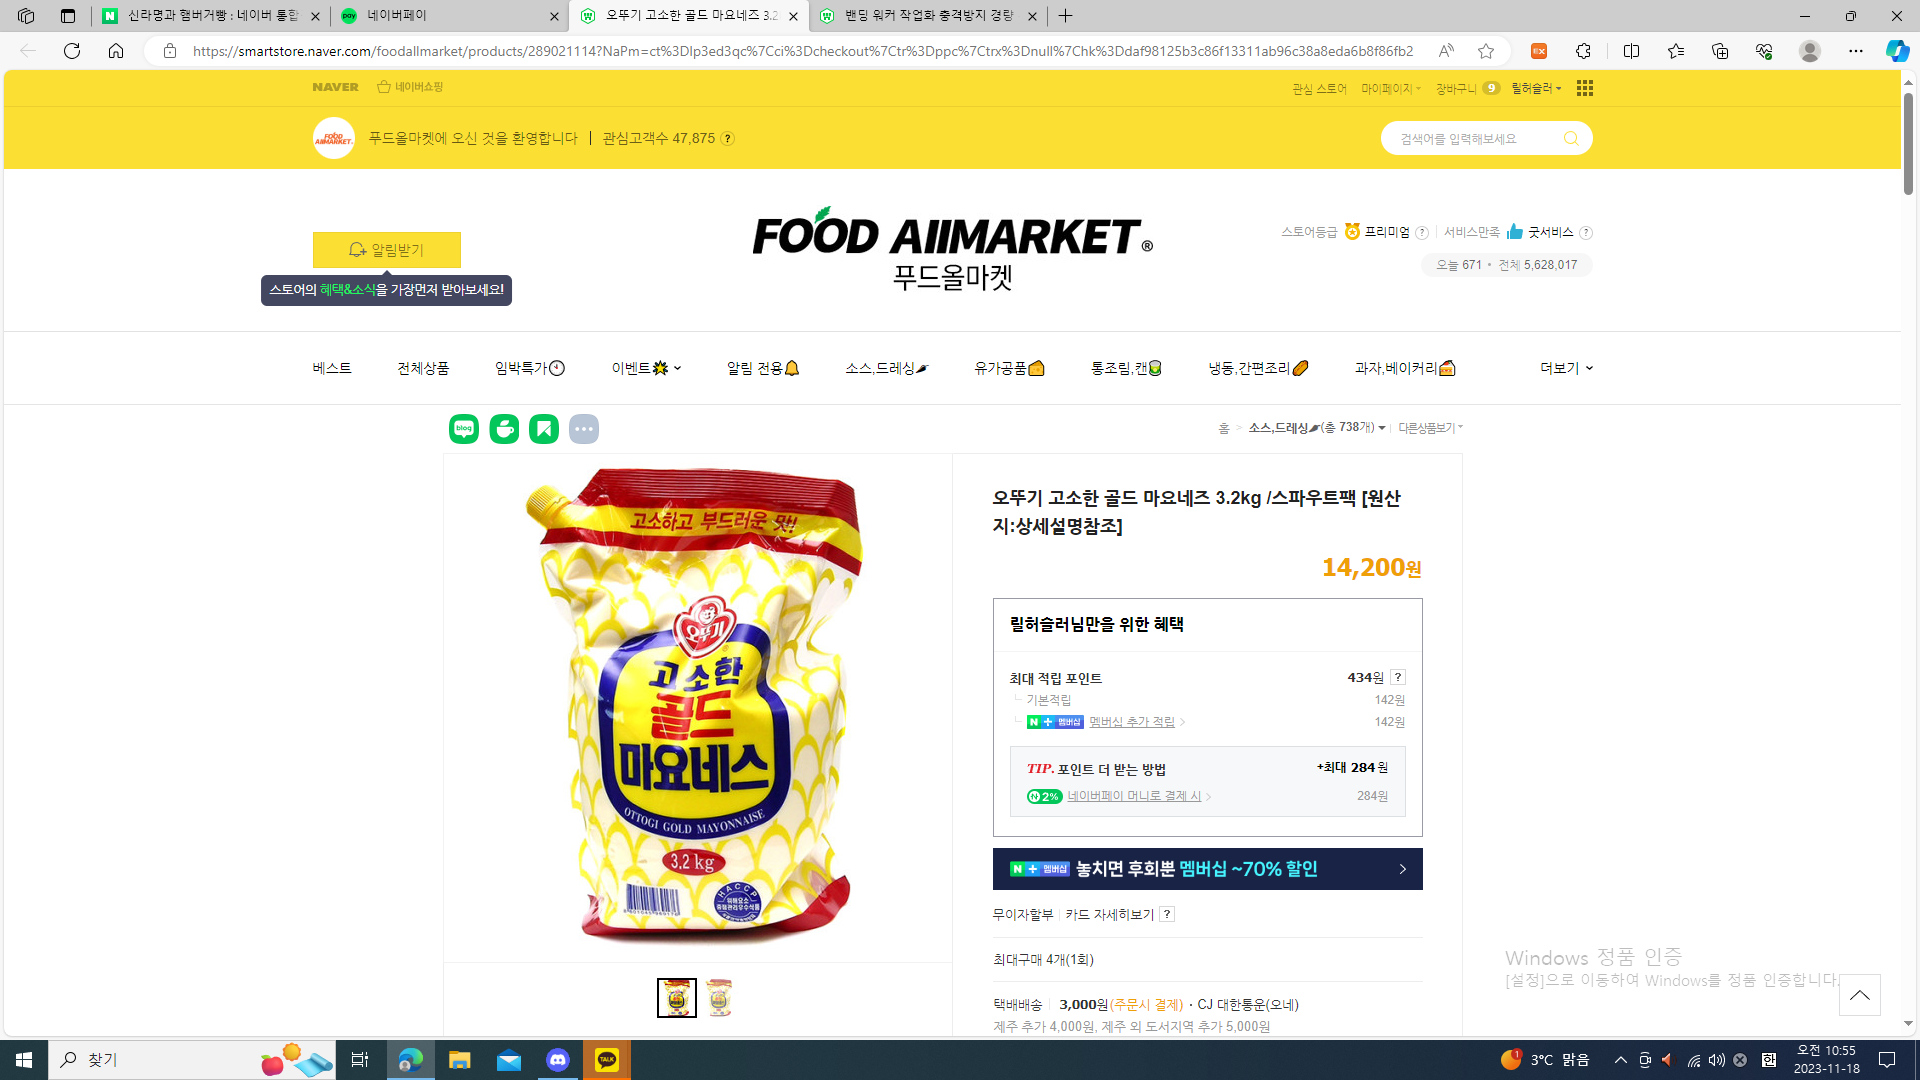 신라명과 햄버거빵 : 네이버 통합
네이버페이
오뚜기 고소한 골드 마요네즈 3.2
밴딩 워커 작업화 충격방지 경량
https://smartstore.naver.com/foodallmarket/products/289021114?NaPm=ct%3Dlp3ed3qc%7Cci%3Dcheckout%7Ctr%3Dppc%7Ctrx%3Dnull%7Chk%3Ddaf98125b3c86f13311ab96c38a8eda6b8f86fb2
NAVER 네이버쇼핑
관심 스토어 마이페이지 장바구니 9 릴허슬러
FOOD AIIMARKET.
푸드올마켓에 오신 것을 환영합니다 | 관심고객수 47,875 ?
검색어를 입력해보세요
알림받기
스토어의 혜택&소식을 가장먼저 받아보세요!
FOOD AIIMARKET®
푸드올마켓
스토어등급 프리미엄 ? 서비스만족 굿서비스 ?
오늘 671 • 전체 5,628,017
베스트 전체상품 임박특가 이벤트 알림 전용 소스,드레싱 유가공품 통조림,캔 냉동,간편조리 과자,베이커리 더보기
blog
홈 > 소스,드레싱(총 738개) 다른상품보기
고소하고 부드러운 맛!
오뚜기
고소한
골드
마요네스
OTTOGI GOLD MAYONNAISE
3.2 kg
HACCP
오뚜기 고소한 골드 마요네즈 3.2kg /스파우트팩 [원산
지:상세설명참조]
14,200원
릴허슬러님만을 위한 혜택
최대 적립 포인트 434원 ?
기본적립 142원
N + 멤버십 멤버십 추가 적립 > 142원
TIP. 포인트 더 받는 방법 +최대 284원
N 2% 네이버페이 머니로 결제 시 > 284원
N + 멤버십 놓치면 후회뿐 멤버십 ~70% 할인
무이자할부 카드 자세히보기 ?
최대구매 4개(1회)
택배배송 3,000원(주문시 결제) · CJ 대한통운(오네)
제주 추가 4,000원, 제주 외 도서지역 추가 5,000원
Windows 정품 인증
[설정]으로 이동하여 Windows를 정품 인증합니다.
찾기
TALK
1
3°C 맑음
한
오전 10:55
2023-11-18